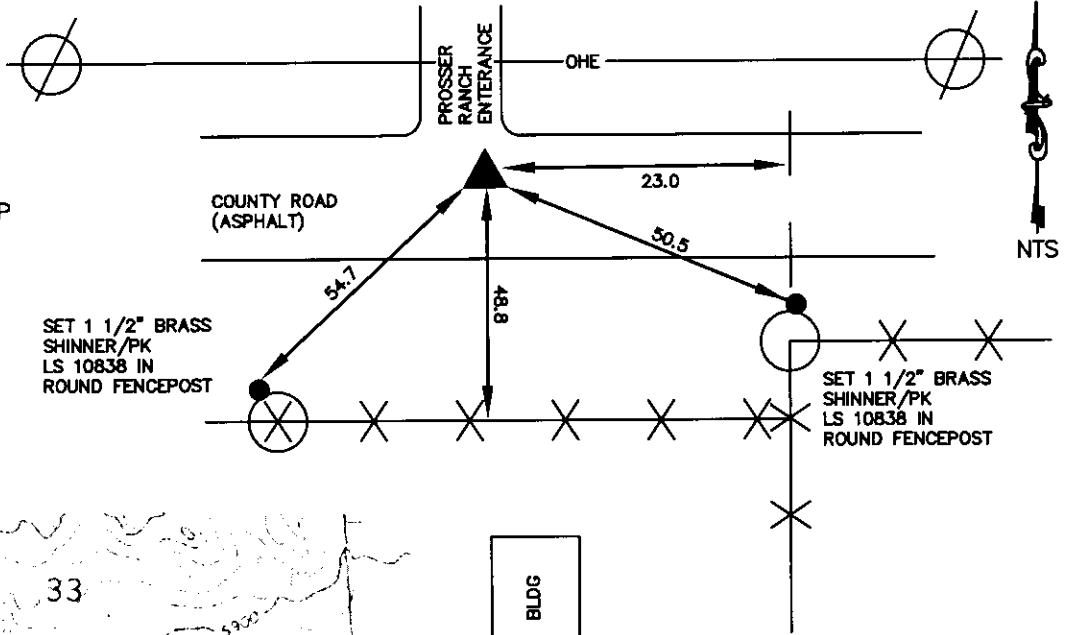 PROSSER
RANCH
ENTERANCE
OHE
23.0
P
COUNTY ROAD
(ASPHALT)
50.5
NTS
54.7
48.8
SET 1 1/2" BRASS
SHINNER/PK
LS 10838 IN
ROUND FENCEPOST
SET 1 1/2" BRASS
SHINNER/PK
LS 10838 IN
ROUND FENCEPOST
33
5900
BLDG